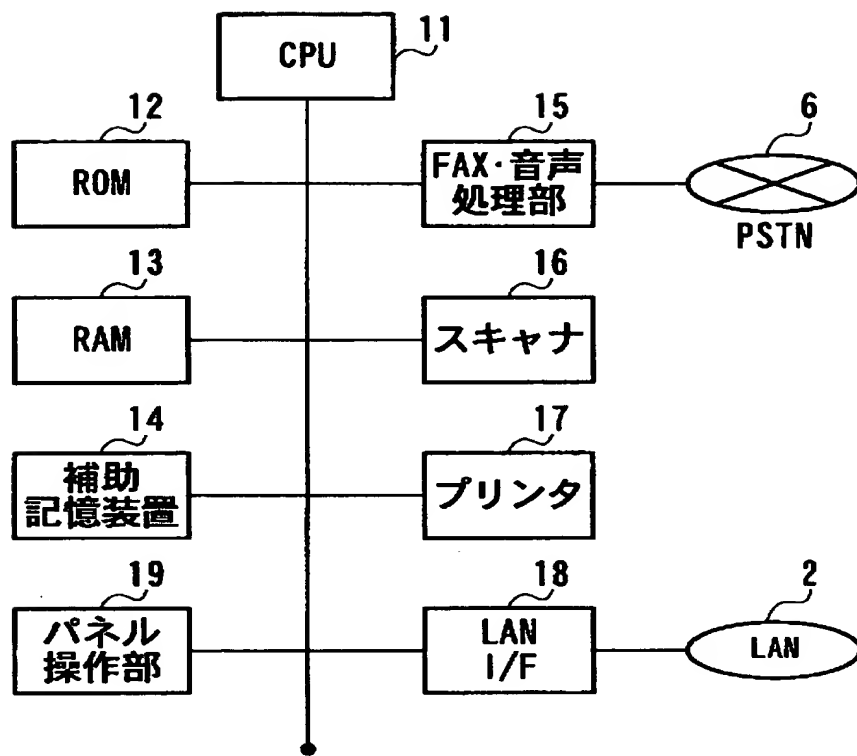 11
CPU
12
ROM
15
FAX·音声
処理部
6
PSTN
13
RAM
16
スキャナ
14
補助
記憶装置
17
プリンタ
19
パネル
操作部
18
LAN
I/F
2
LAN